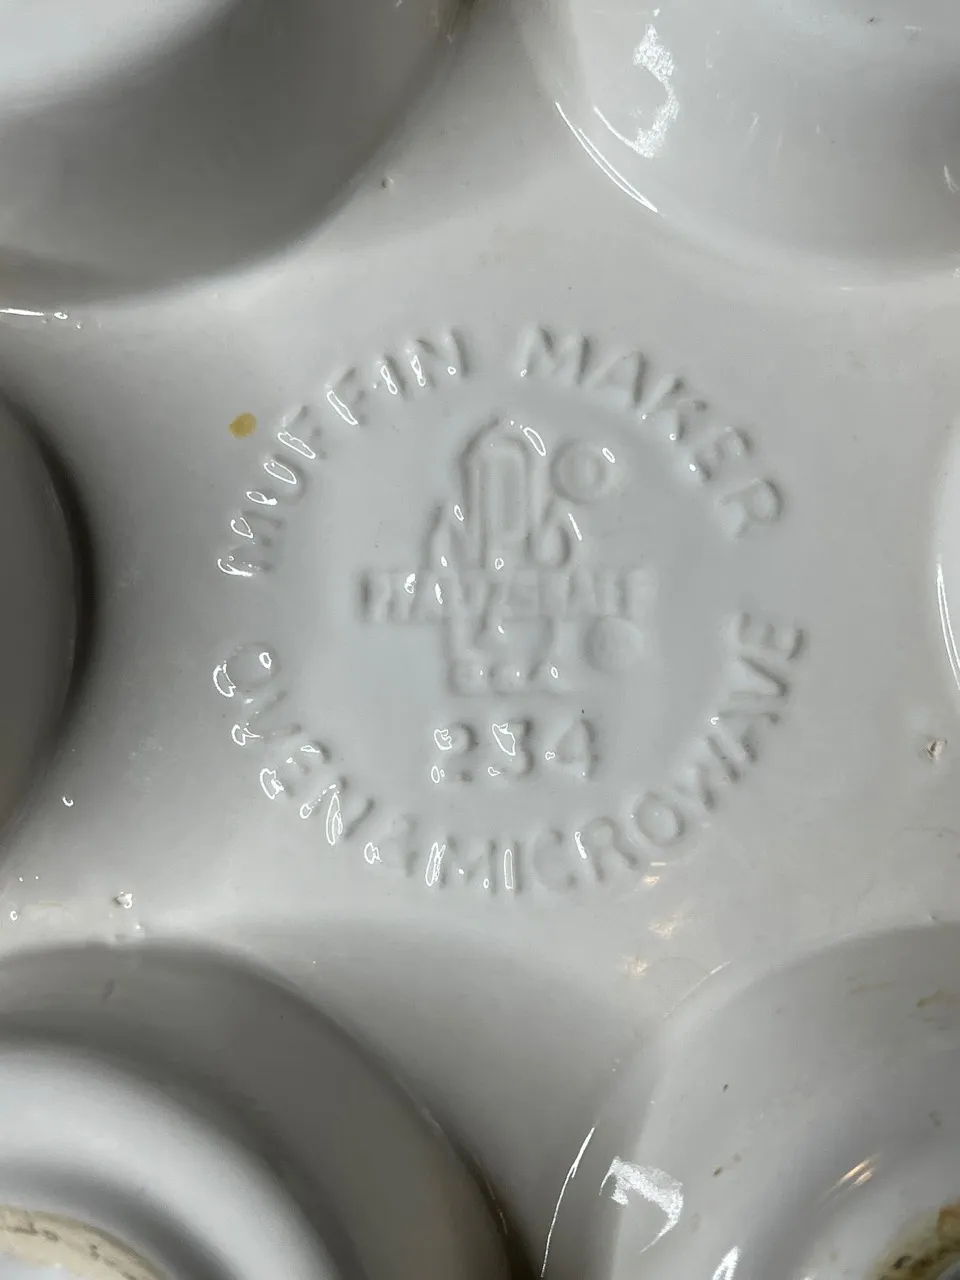 MUFFIN MAKER
234
OVEN & MICROWAVE